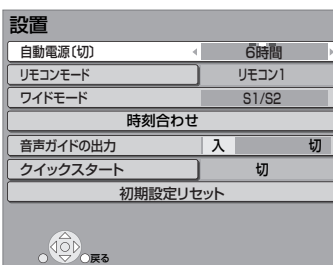 設置
自動電源〔切〕 6時間
リモコンモード リモコン1
ワイドモード S1/S2
時刻合わせ
音声ガイドの出力 入 切
クイックスタート 切
初期設定リセット
戻る